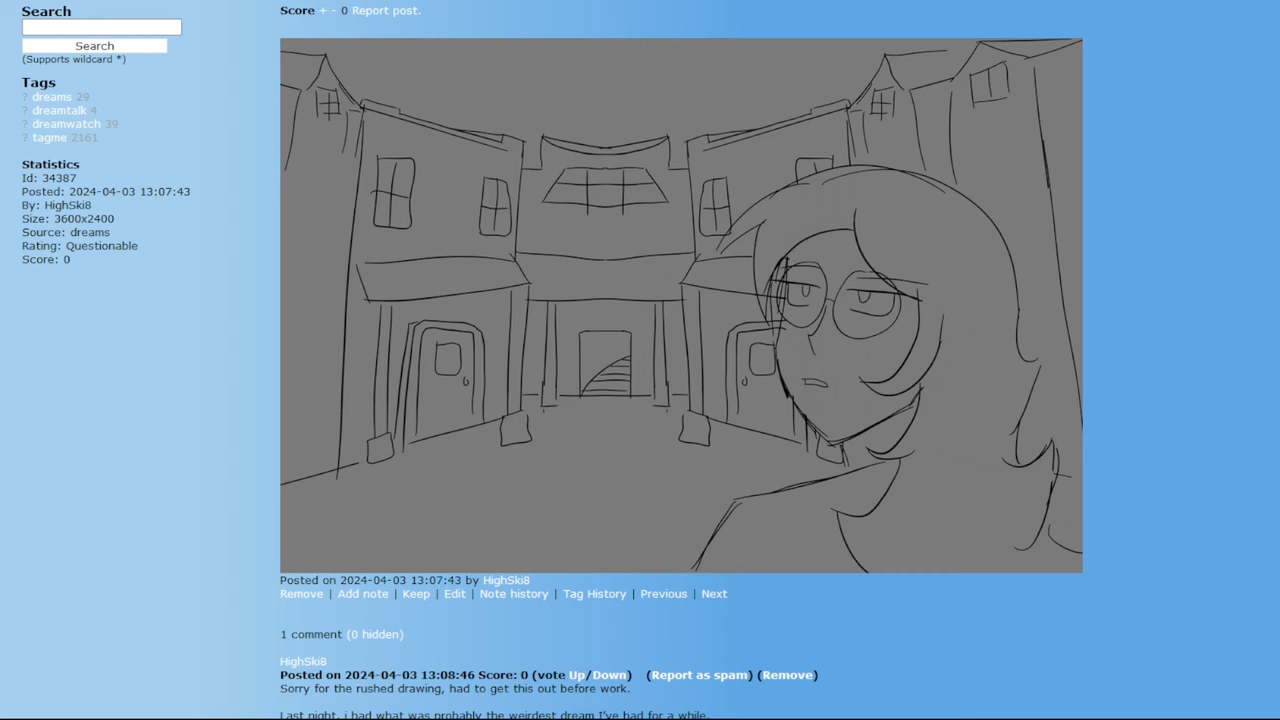 Search
Search
(Supports wildcard *)
Tags
? dreams 29
? dreamtalk 4
? dreamwatch 39
? tagme 2161
Statistics
Id: 34387
Posted: 2024-04-03 13:07:43
By: HighSki8
Size: 3600x2400
Source: dreams
Rating: Questionable
Score: 0
Score + - 0 Report post.
Posted on 2024-04-03 13:07:43 by HighSki8
Remove | Add note | Keep | Edit | Note history | Tag History | Previous | Next
1 comment (0 hidden)
HighSki8
Posted on 2024-04-03 13:08:46 Score: 0 (vote Up/Down) (Report as spam) (Remove)
Sorry for the rushed drawing, had to get this out before work.
Last night, i had what was probably the weirdest dream I've had for a while.